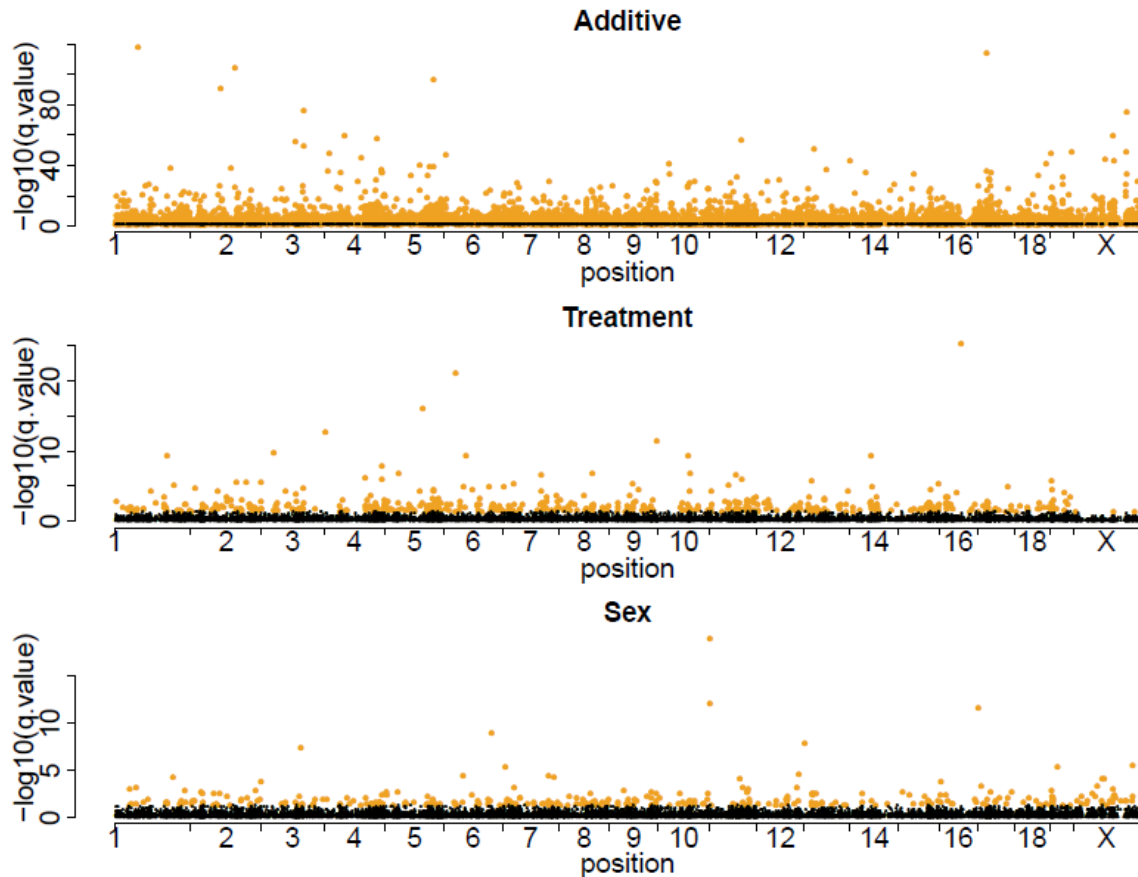 Additive
−log10(q.value)
0 40 80
1 2 3 4 5 6 7 8 9 10 12 14 16 18 X
position
Treatment
−log10(q.value)
0 10 20
1 2 3 4 5 6 7 8 9 10 12 14 16 18 X
position
Sex
−log10(q.value)
0 5 10
1 2 3 4 5 6 7 8 9 10 12 14 16 18 X
position